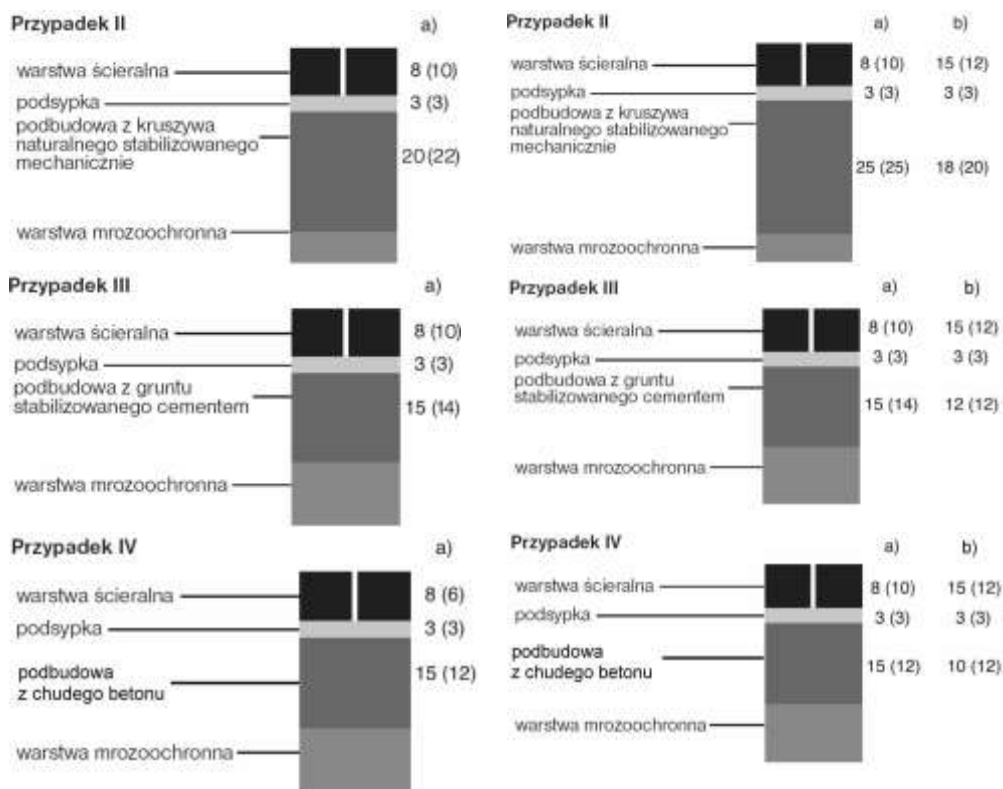 Przypadek II a)
warstwa ścieralna 8 (10)
podsypka 3 (3)
podbudowa z kruszywa
naturalnego stabilizowanego
mechanicznie 20 (22)
warstwa mrozoochronna
Przypadek III a)
warstwa ścieralna 8 (10)
podsypka 3 (3)
podbudowa z gruntu
stabilizowanego cementem 15 (14)
warstwa mrozoochronna
Przypadek IV a)
warstwa ścieralna 8 (6)
podsypka 3 (3)
podbudowa 15 (12)
z chudego betonu
warstwa mrozoochronna
Przypadek II a) b)
warstwa ścieralna 8 (10) 15 (12)
podsypka 3 (3) 3 (3)
podbudowa z kruszywa
naturalnego stabilizowanego
mechanicznie
25 (25) 18 (20)
warstwa mrozoochronna
Przypadek III a) b)
warstwa ścieralna 8 (10) 15 (12)
podsypka 3 (3) 3 (3)
podbudowa z gruntu
stabilizowanego cementem
15 (14) 12 (12)
warstwa mrozoochronna
Przypadek IV a) b)
warstwa ścieralna 8 (10) 15 (12)
podsypka 3 (3) 3 (3)
podbudowa
z chudego betonu 15 (12) 10 (12)
warstwa mrozoochronna